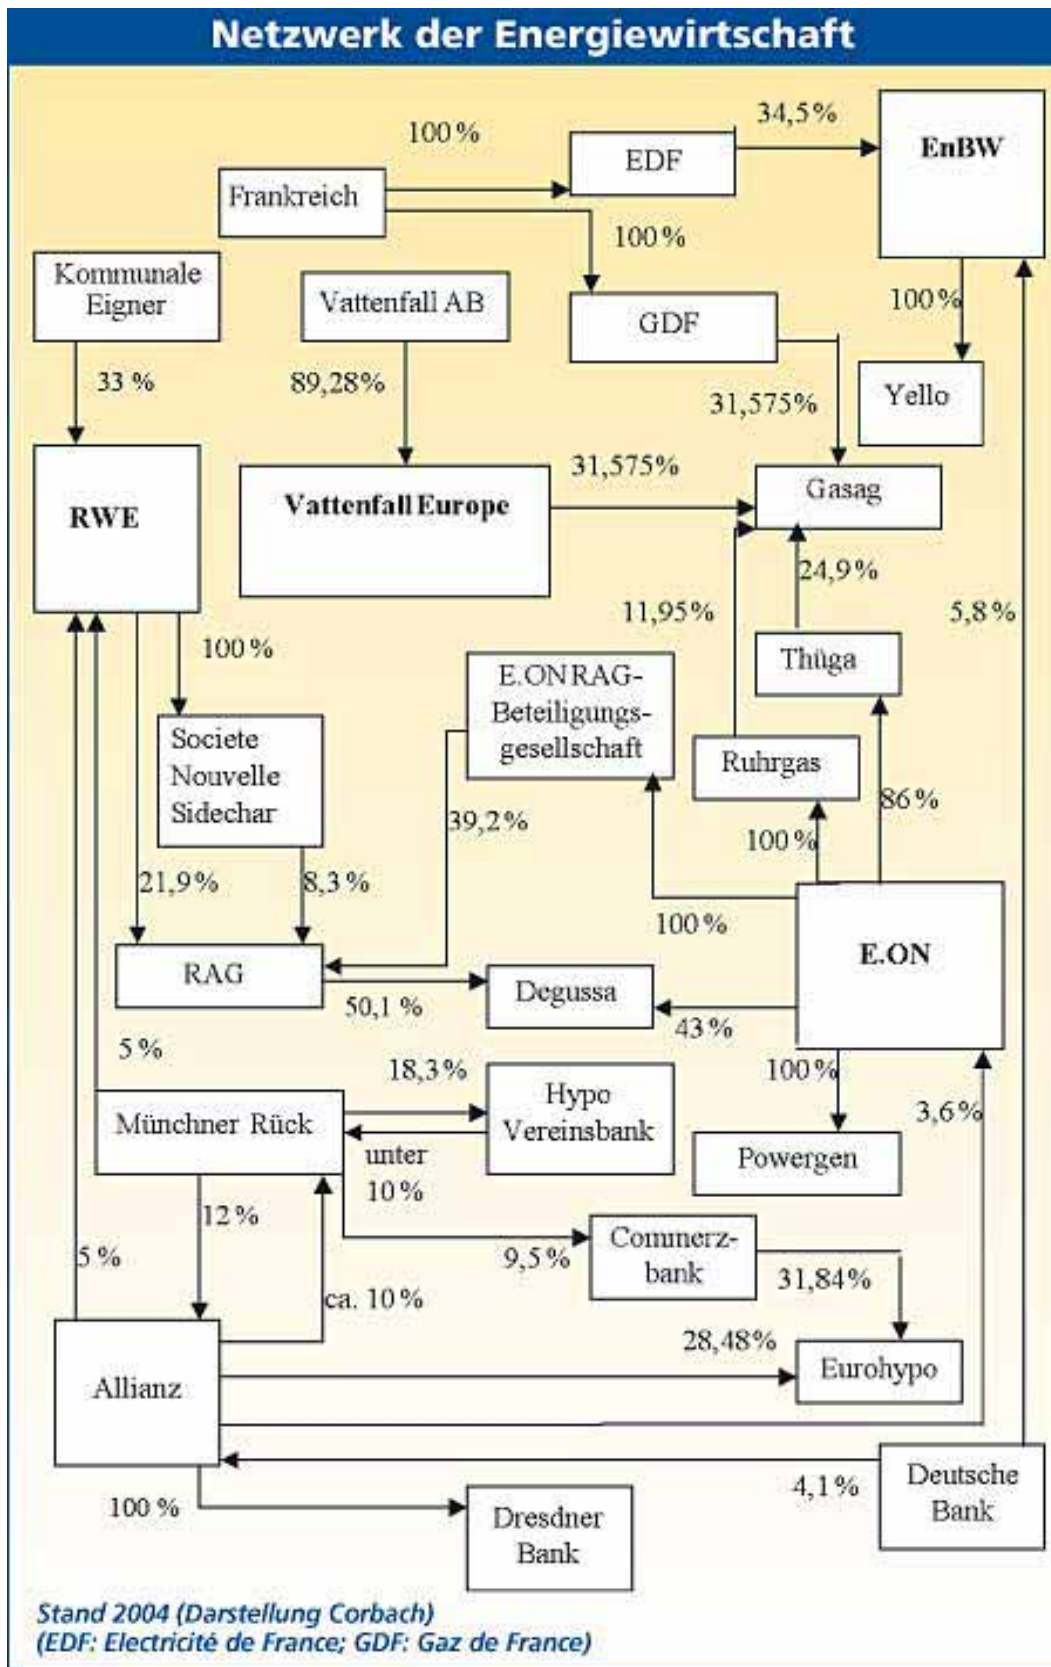 Netzwerk der Energiewirtschaft
34,5%
100%
EnBW
EDF
Frankreich
100%
Kommunale
Eigner
Vattenfall AB
GDF
100%
33 %
89,28%
Yello
31,575%
31,575%
Gasag
RWE
Vattenfall Europe
24,9%
11,95%
5,8%
100%
E.ON RAG-
Beteiligungs-
gesellschaft
Thüga
Societe
Nouvelle
Sidechar
Ruhrgas
86%
39,2%
100%
21,9%
8,3%
100%
E.ON
RAG
Degussa
50,1 %
43%
5 %
18,3%
100%
Hypo
Vereinsbank
3,6%
Münchner Rück
unter
10%
Powergen
12%
5%
9,5%
Commerz-
bank
31,84%
ca. 10%
28,48%
Allianz
Eurohypo
4,1%
Deutsche
Bank
100 %
Dresdner
Bank
Stand 2004 (Darstellung Corbach)
(EDF: Electricité de France; GDF: Gaz de France)